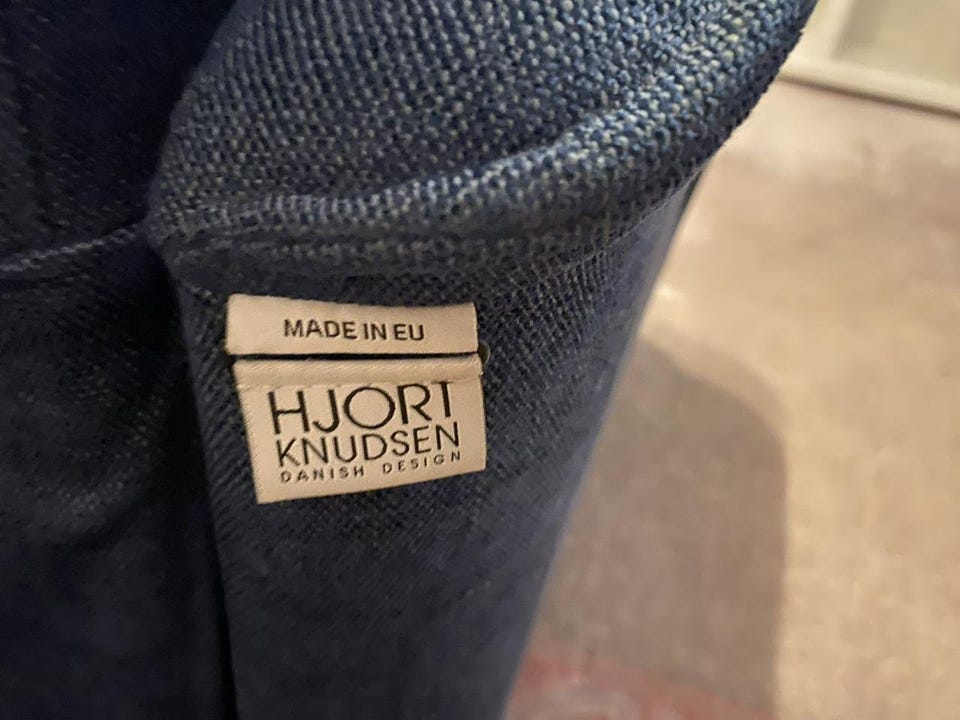 MADE IN EU
HJORT
KNUDSEN
DANISH DESIGN